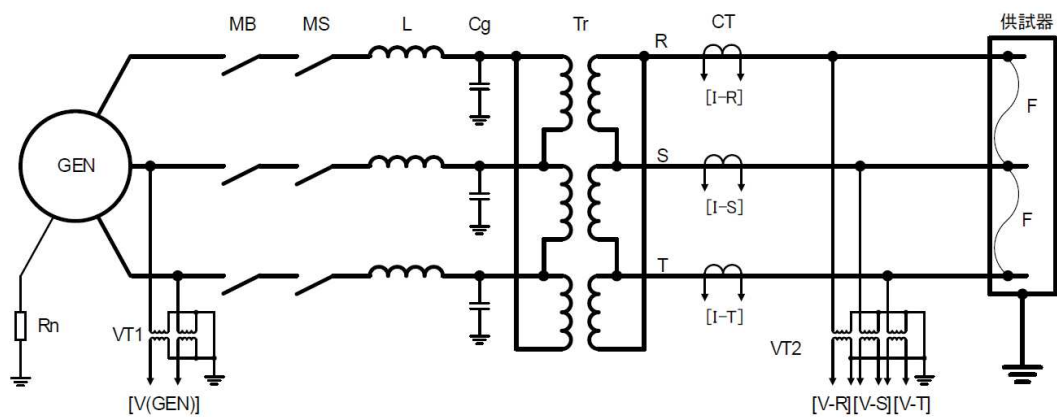 MB MS L Cg Tr CT 供試器
R
[I-R]
F
GEN
S
[I-S]
F
T
[I-T]
Rn
VT1
VT2
[V(GEN)]
[V-R][V-S][V-T]